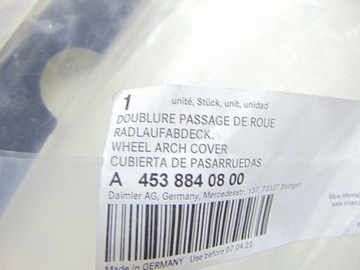 1 unité, Stück, unit, unidad
DOUBLURE PASSAGE DE ROUE
RADLAUFABDECK.
WHEEL ARCH COVER
CUBIERTA DE PASARRUEDAS
A 453 884 08 00
Daimler AG, Germany, Mercedesstr. 137, 70327 Stuttgart
Made in GERMANY Use before 07.04.22